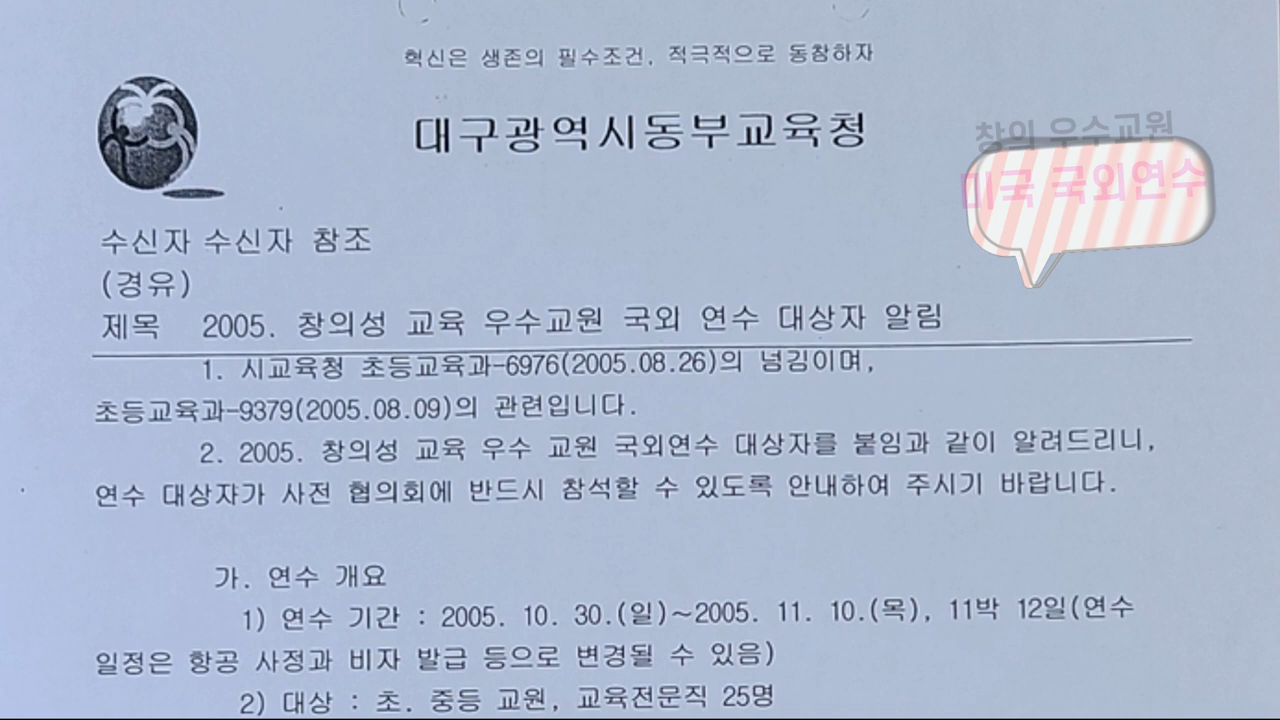 혁신은 생존의 필수조건, 적극적으로 동참하자
대구광역시동부교육청
창의 우수교원
미국 국외연수
수신자 수신자 참조
(경유)
제목 2005. 창의성 교육 우수교원 국외 연수 대상자 알림
1. 시교육청 초등교육과-6976(2005.08.26)의 넘김이며,
초등교육과-9379(2005.08.09)의 관련입니다.
2. 2005. 창의성 교육 우수 교원 국외연수 대상자를 붙임과 같이 알려드리니,
연수 대상자가 사전 협의회에 반드시 참석할 수 있도록 안내하여 주시기 바랍니다.
가. 연수 개요
1) 연수 기간 : 2005. 10. 30.(일)~2005. 11. 10.(목), 11박 12일(연수
일정은 항공 사정과 비자 발급 등으로 변경될 수 있음)
2) 대상 : 초. 중등 교원, 교육전문직 25명